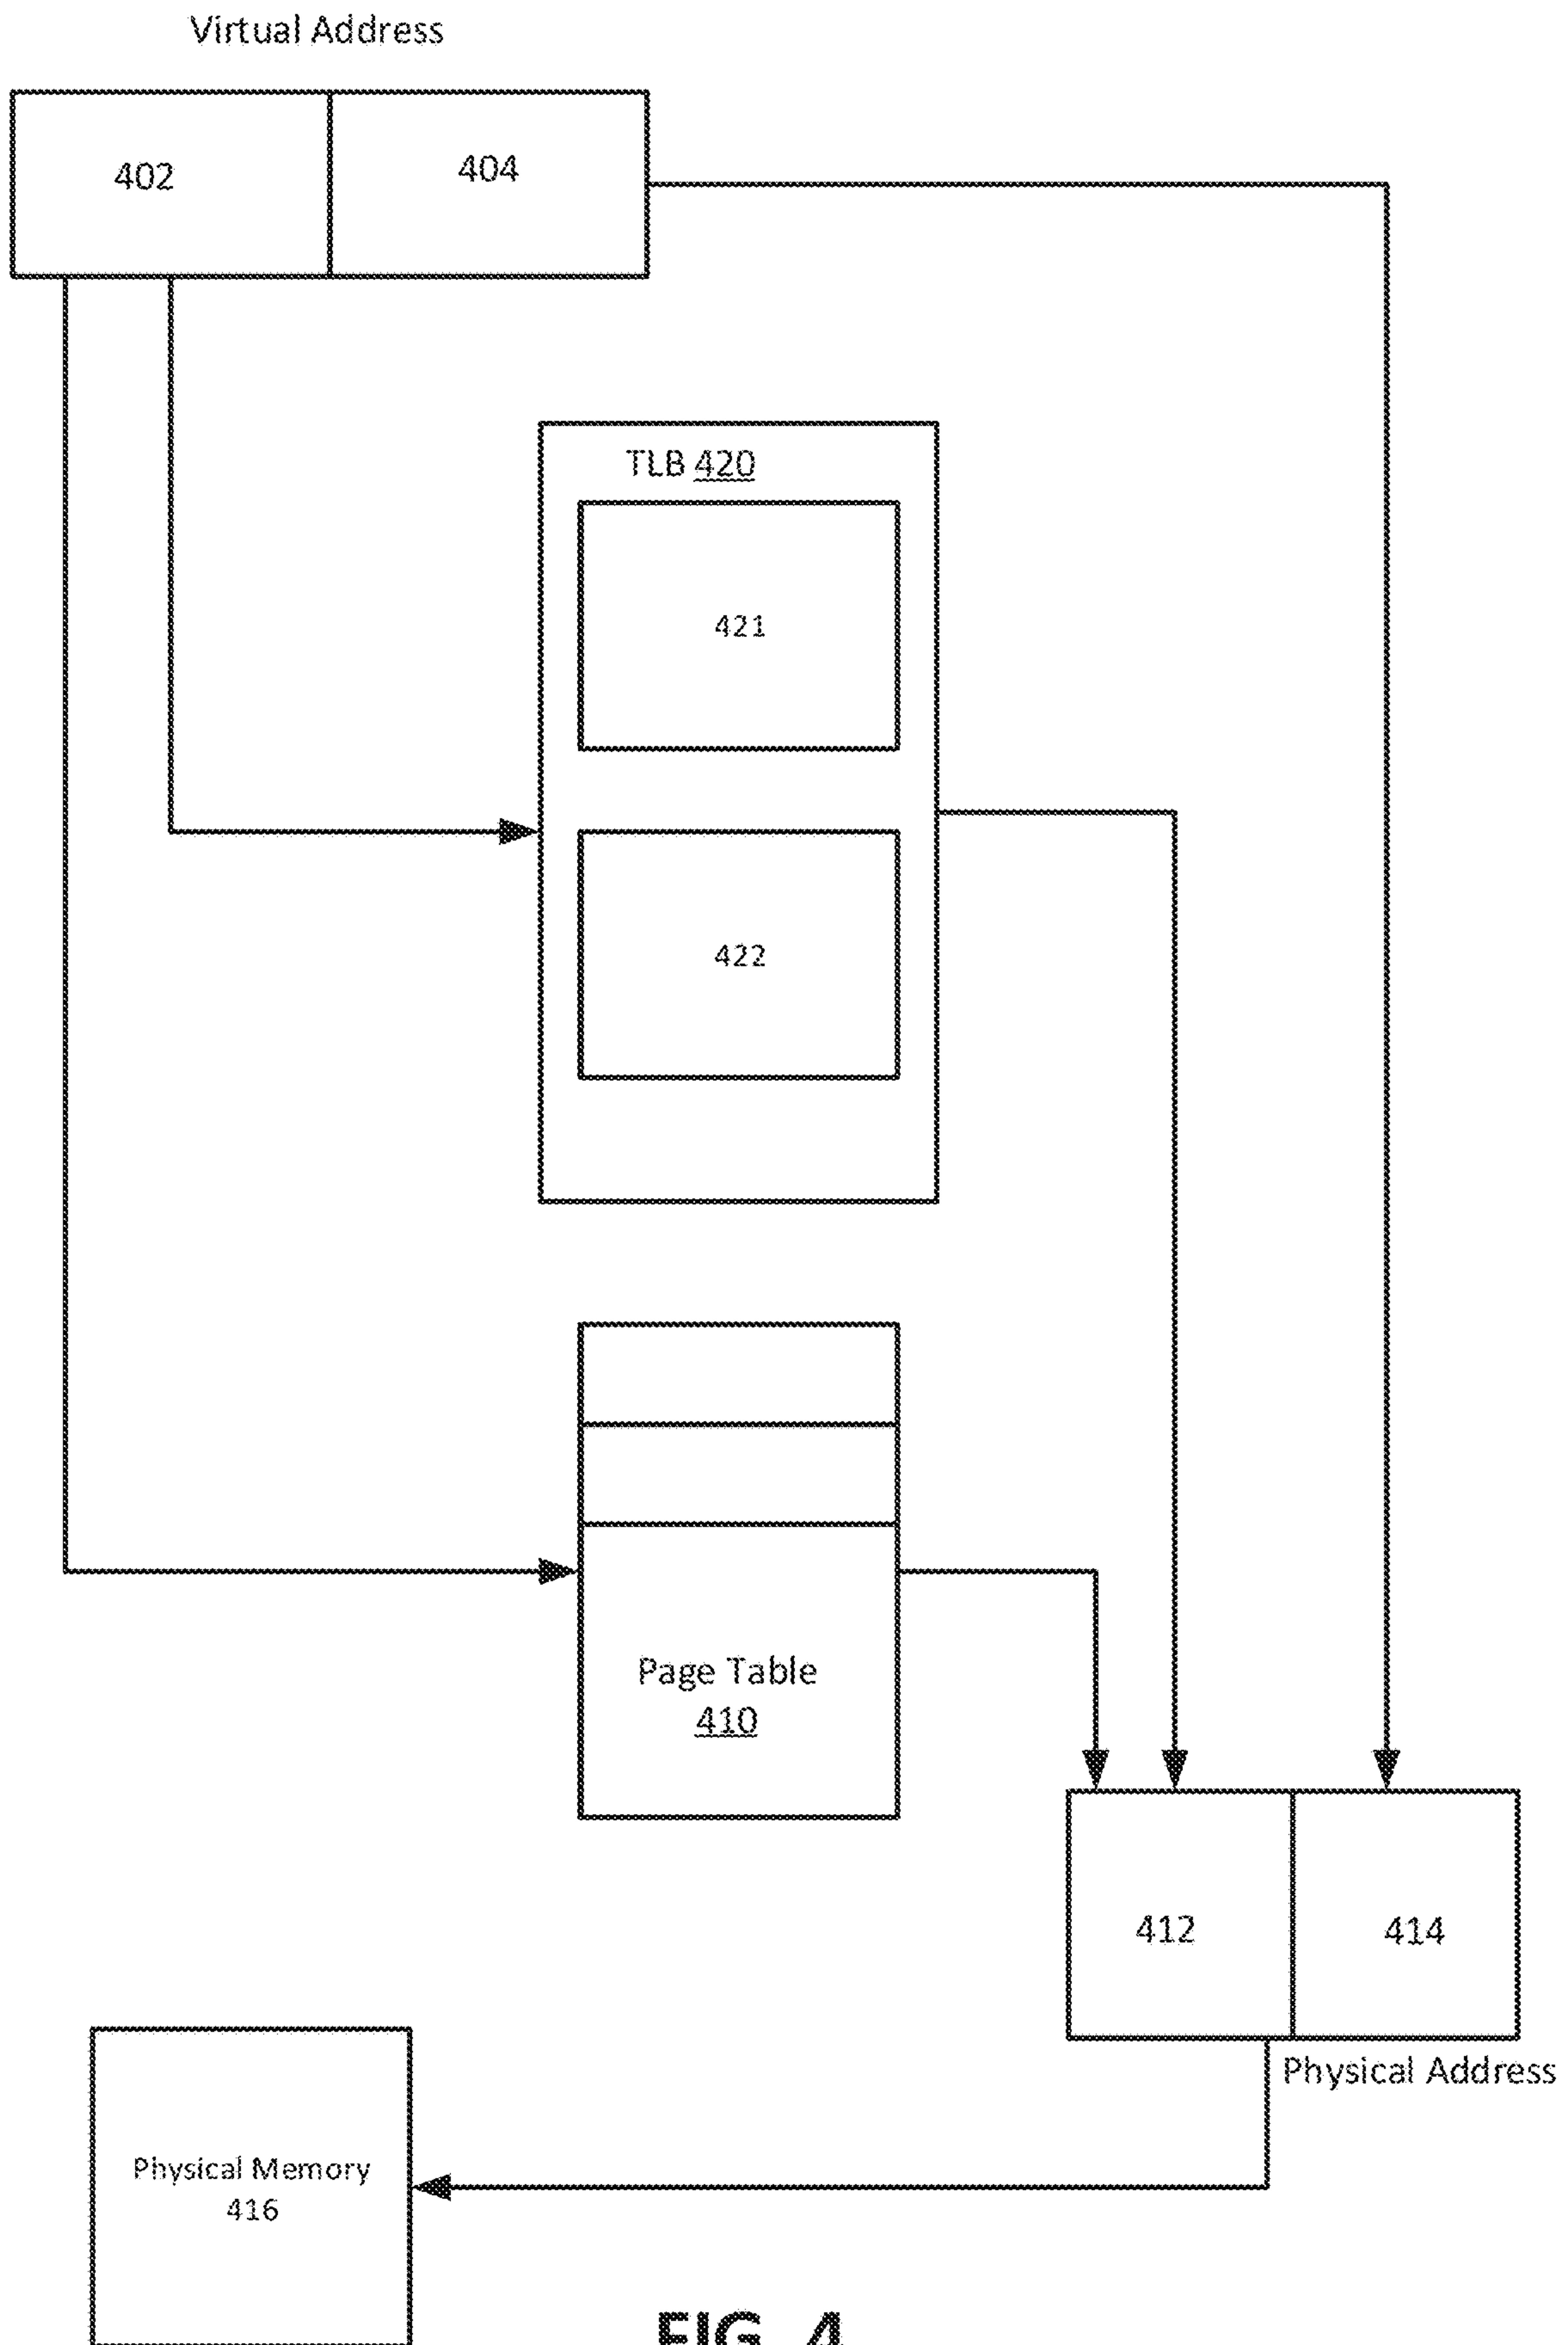 Virtual Address
402
404
TLB 420
421
422
Page Table
410
412
414
Physical Address
Physical Memory
416
FIG. 4